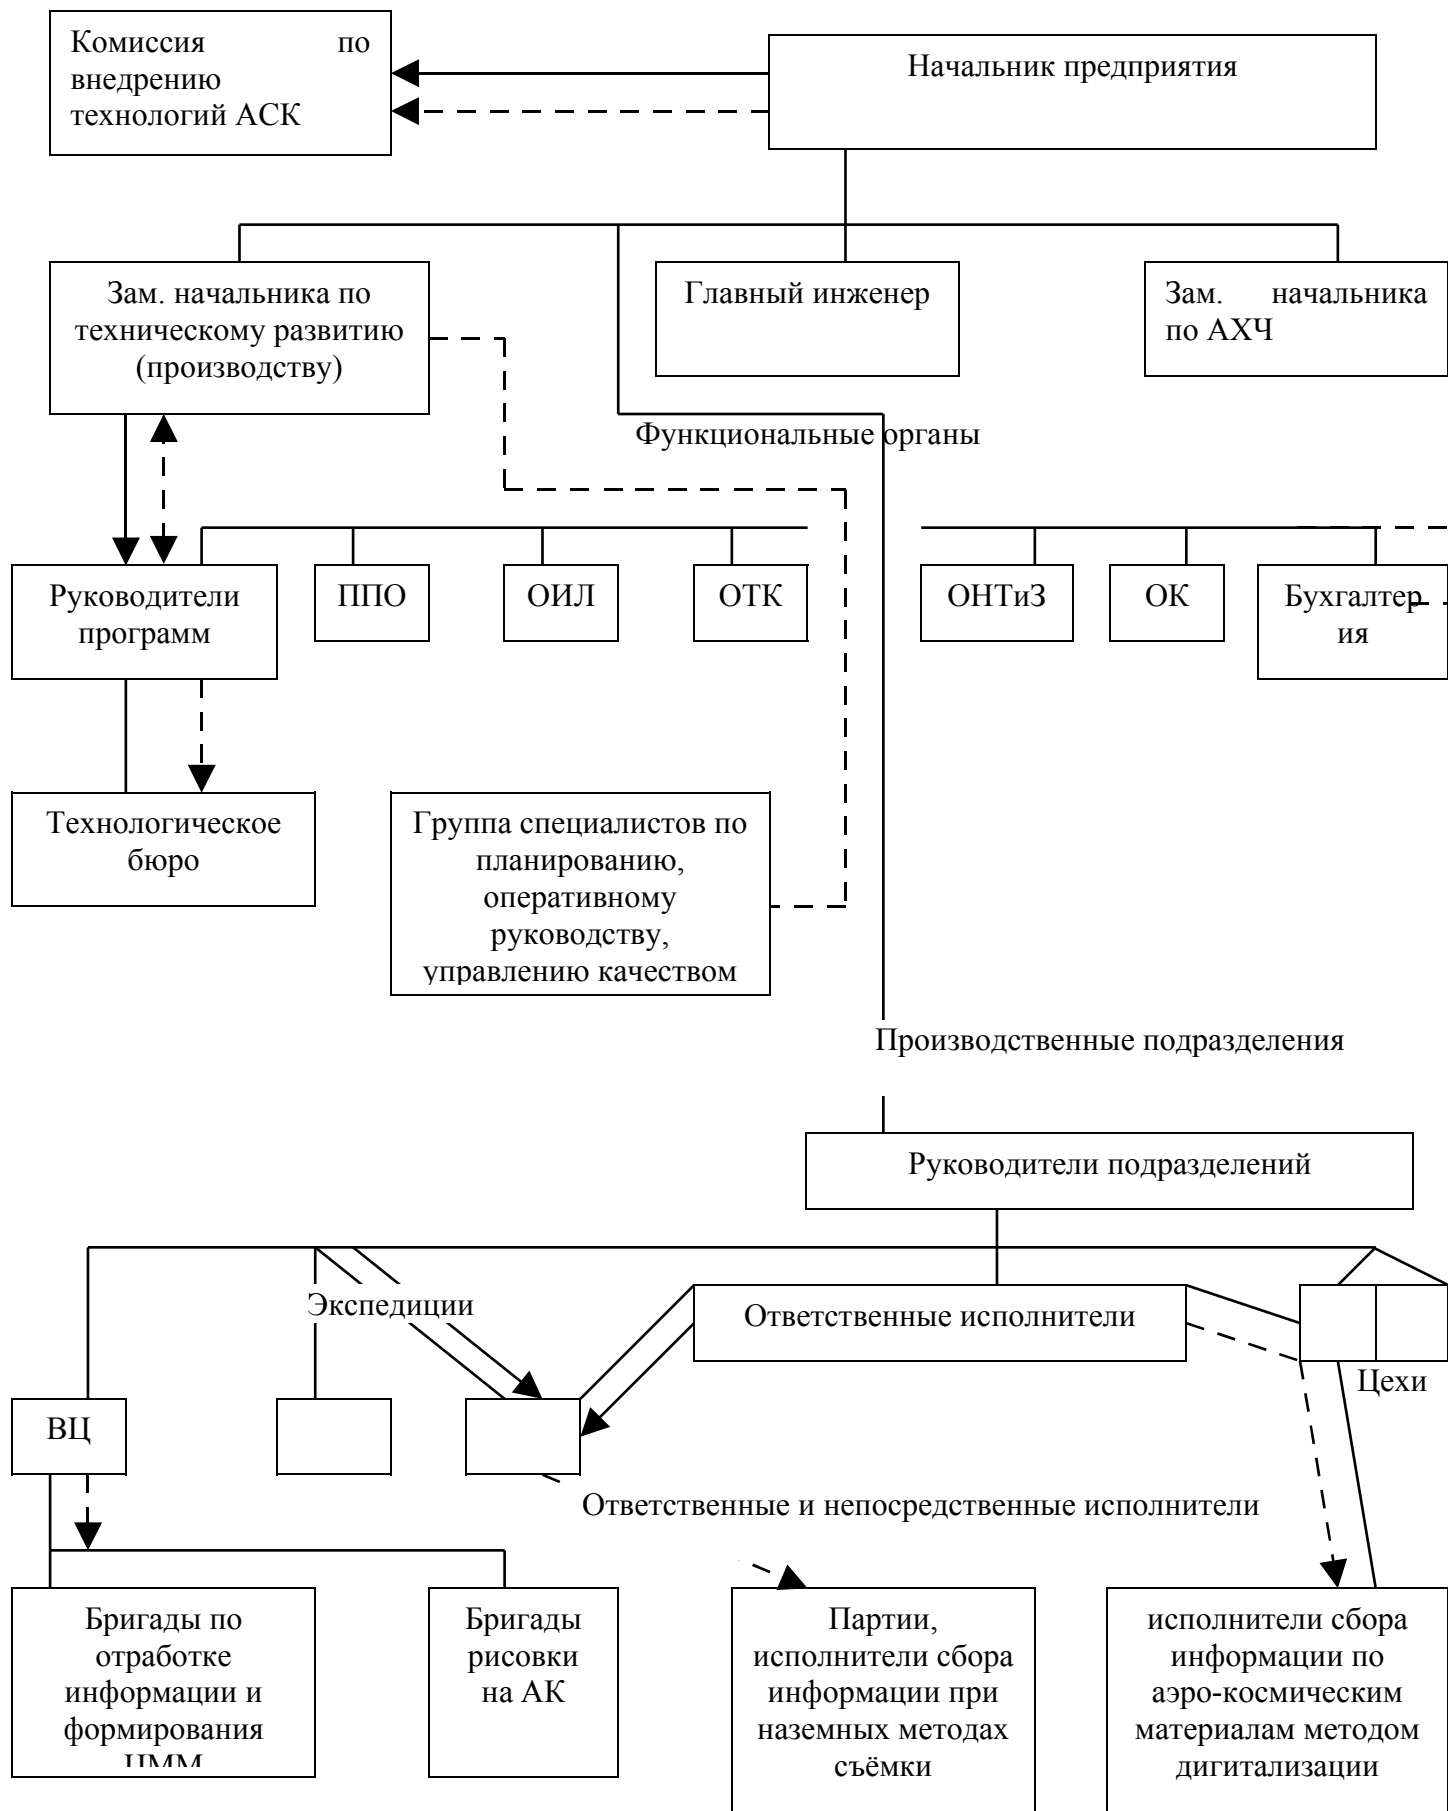 Комиссия по
внедрению
технологий АСК
Начальник предприятия
Зам. начальника по
техническому развитию
(производству)
Главный инженер
Зам. начальника
по АХЧ
Функциональные органы
Руководители
программ
ППО
ОИЛ
ОТК
ОНТиЗ
ОК
Бухгалтер
ия
Технологическое
бюро
Группа специалистов по
планированию,
оперативному
руководству,
управлению качеством
Производственные подразделения
Руководители подразделений
Экспедиции
Ответственные исполнители
Цехи
ВЦ
Ответственные и непосредственные исполнители
Бригады по
отработке
информации и
формирования
ЦММ
Бригады
рисовки
на АК
Партии,
исполнители сбора
информации при
наземных методах
съёмки
исполнители сбора
информации по
аэро-космическим
материалам методом
дигитализации